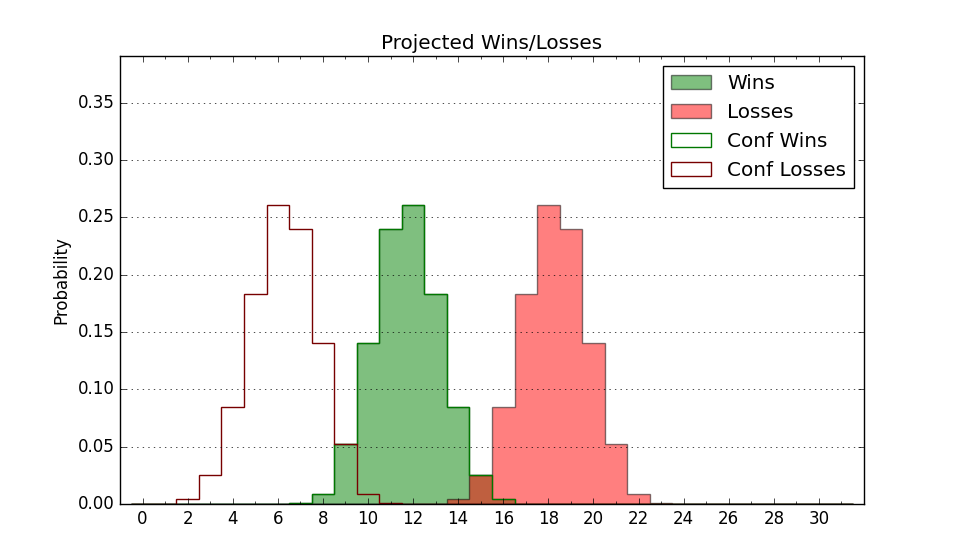 Projected Wins/Losses
Wins
Losses
Conf Wins
Conf Losses
Probability
0.35
0.30
0.25
0.20
0.15
0.10
0.05
0.00
0 2 4 6 8 10 12 14 16 18 20 22 24 26 28 30